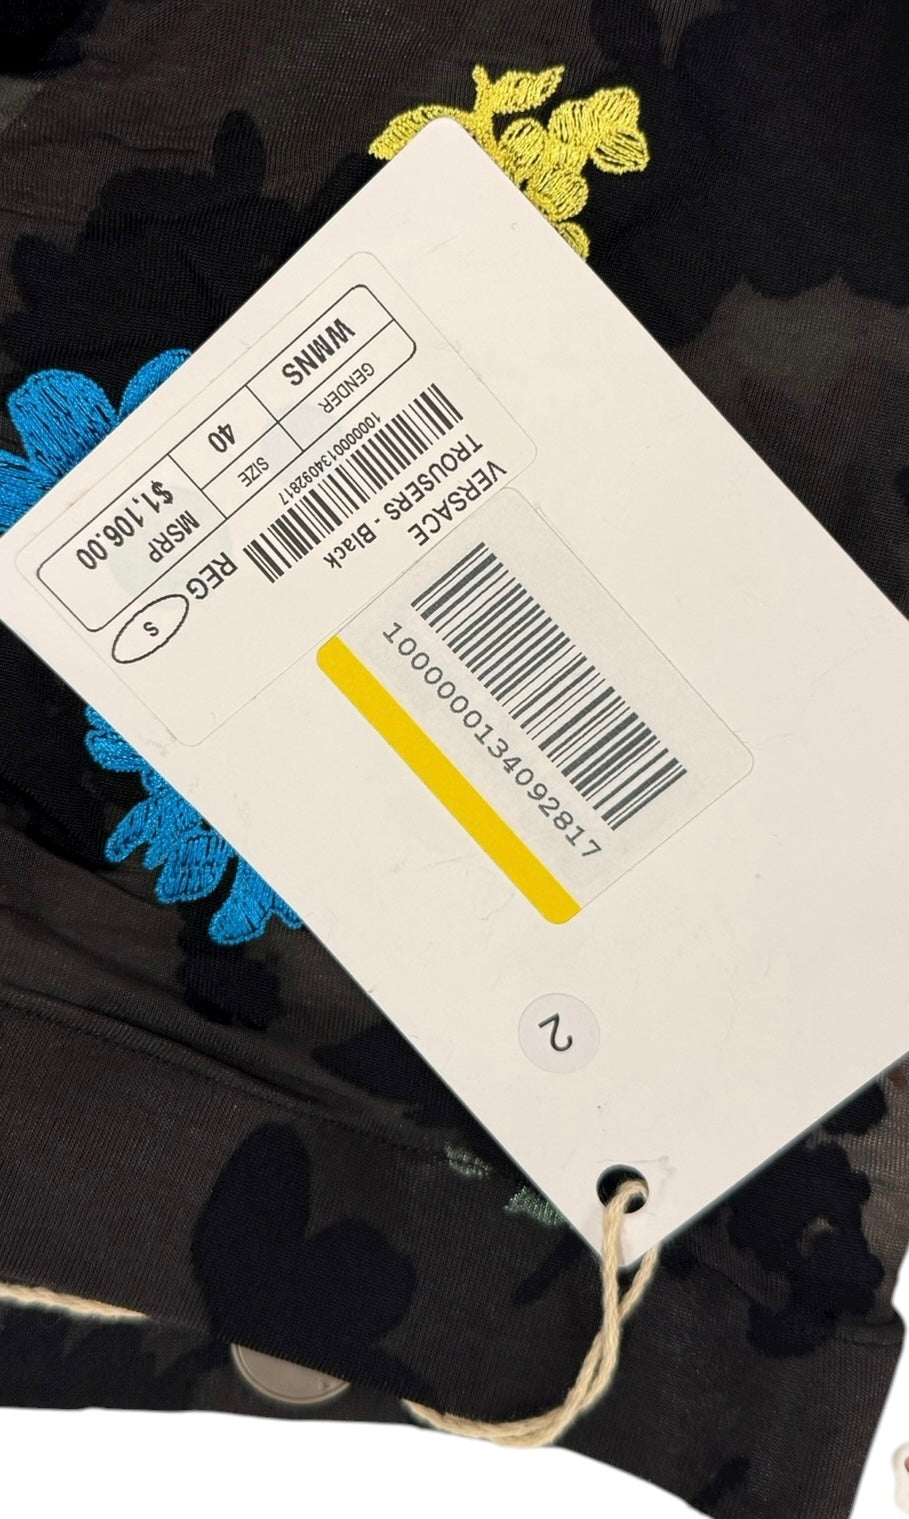 VERSACE
TROUSERS - Black
1000000134092817
GENDER
SIZE
MSRP
REG
WMNS
40
$1,106.00
S
1000000134092817
2